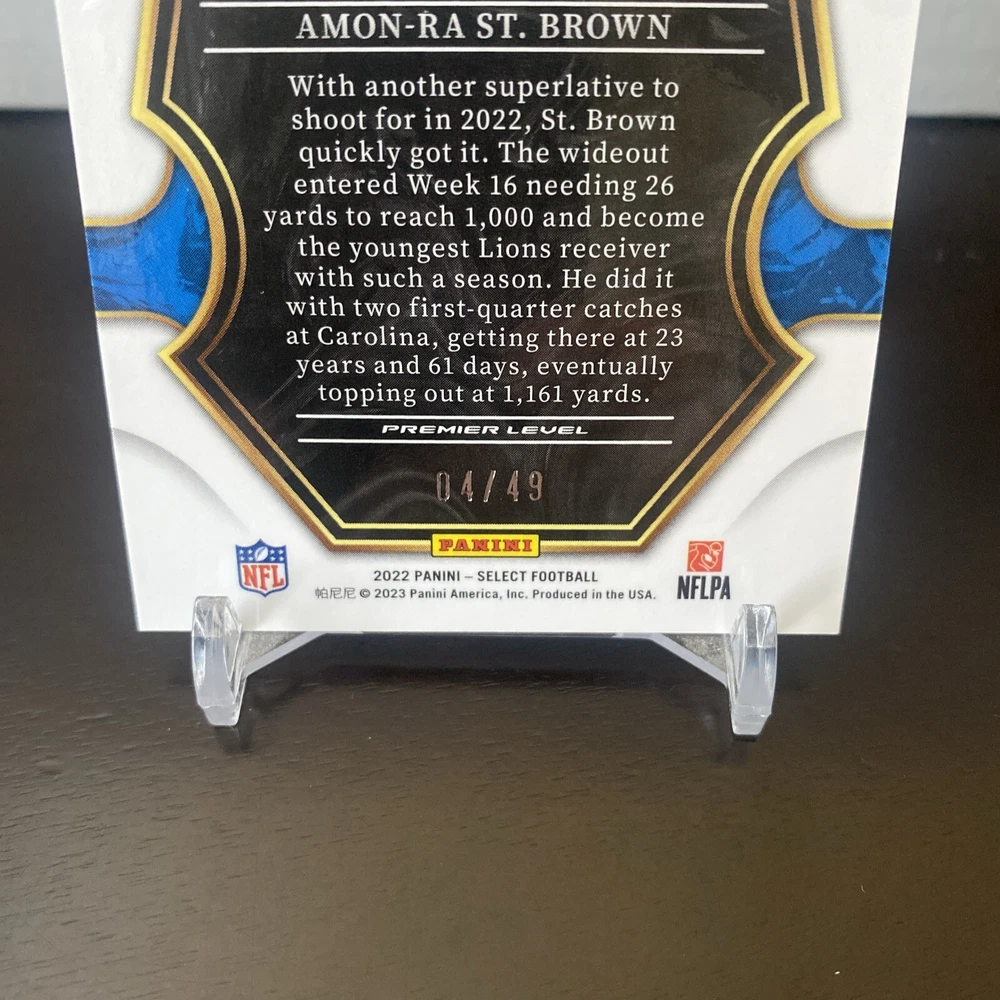 AMON-RA ST. BROWN
With another superlative to
shoot for in 2022, St. Brown
quickly got it. The wideout
entered Week 16 needing 26
yards to reach 1,000 and become
the youngest Lions receiver
with such a season. He did it
with two first-quarter catches
at Carolina, getting there at 23
years and 61 days, eventually
topping out at 1,161 yards.
PREMIER LEVEL
04/49
PANINI
NFL
2022 PANINI – SELECT FOOTBALL
帕尼尼 © 2023 Panini America, Inc. Produced in the USA.
NFLPA